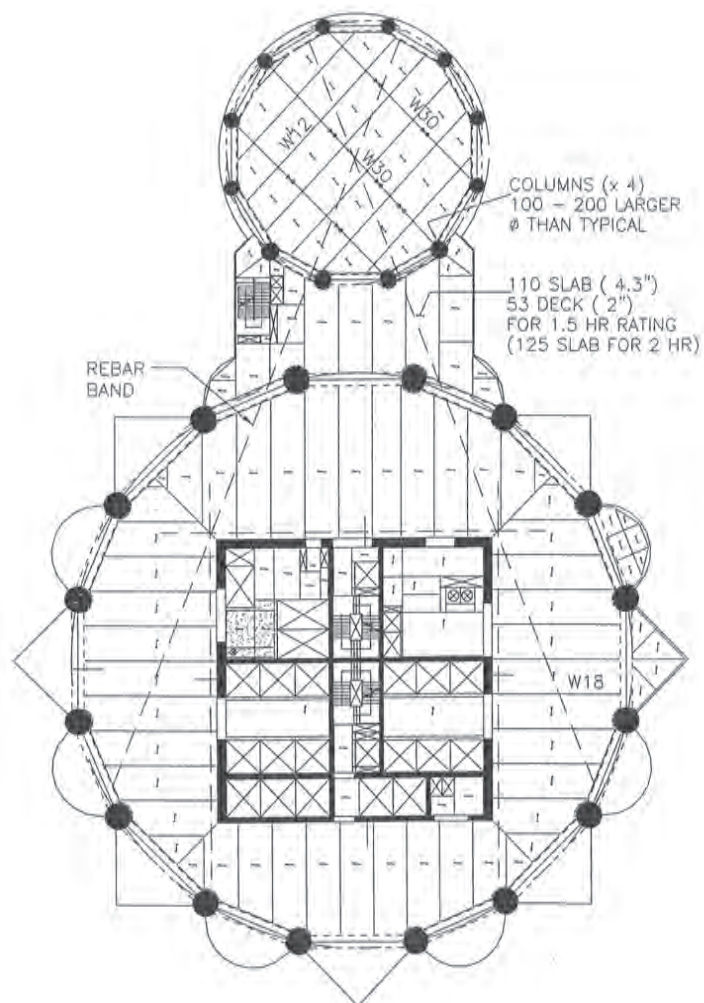 W12
W30
W30
COLUMNS (x 4)
100 - 200 LARGER
ø THAN TYPICAL
110 SLAB ( 4.3")
53 DECK ( 2")
FOR 1.5 HR RATING
(125 SLAB FOR 2 HR)
REBAR
BAND
W18